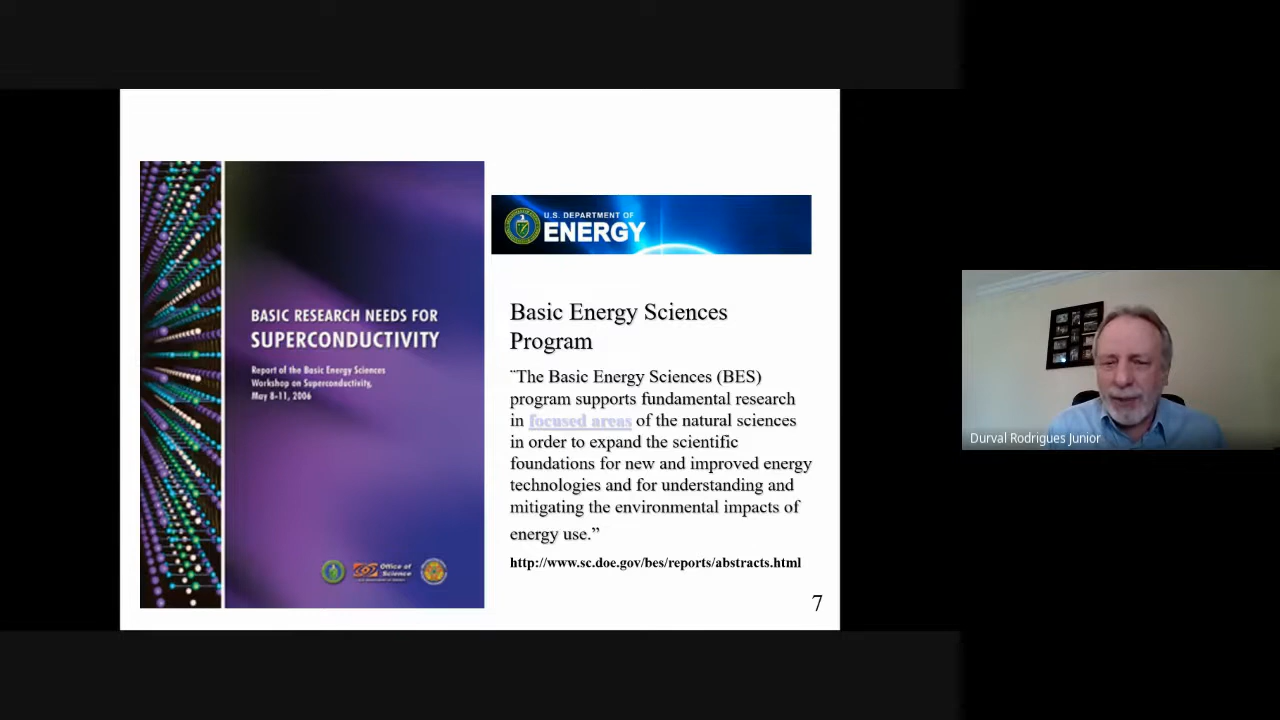 BASIC RESEARCH NEEDS FOR
SUPERCONDUCTIVITY
Report of the Basic Energy Sciences
Workshop on Superconductivity,
May 8-11, 2006
Office of
Science
U.S. DEPARTMENT OF
ENERGY
Basic Energy Sciences
Program
¨The Basic Energy Sciences (BES)
program supports fundamental research
in focused areas of the natural sciences
in order to expand the scientific
foundations for new and improved energy
technologies and for understanding and
mitigating the environmental impacts of
energy use.”
http://www.sc.doe.gov/bes/reports/abstracts.html
7
Durval Rodrigues Junior